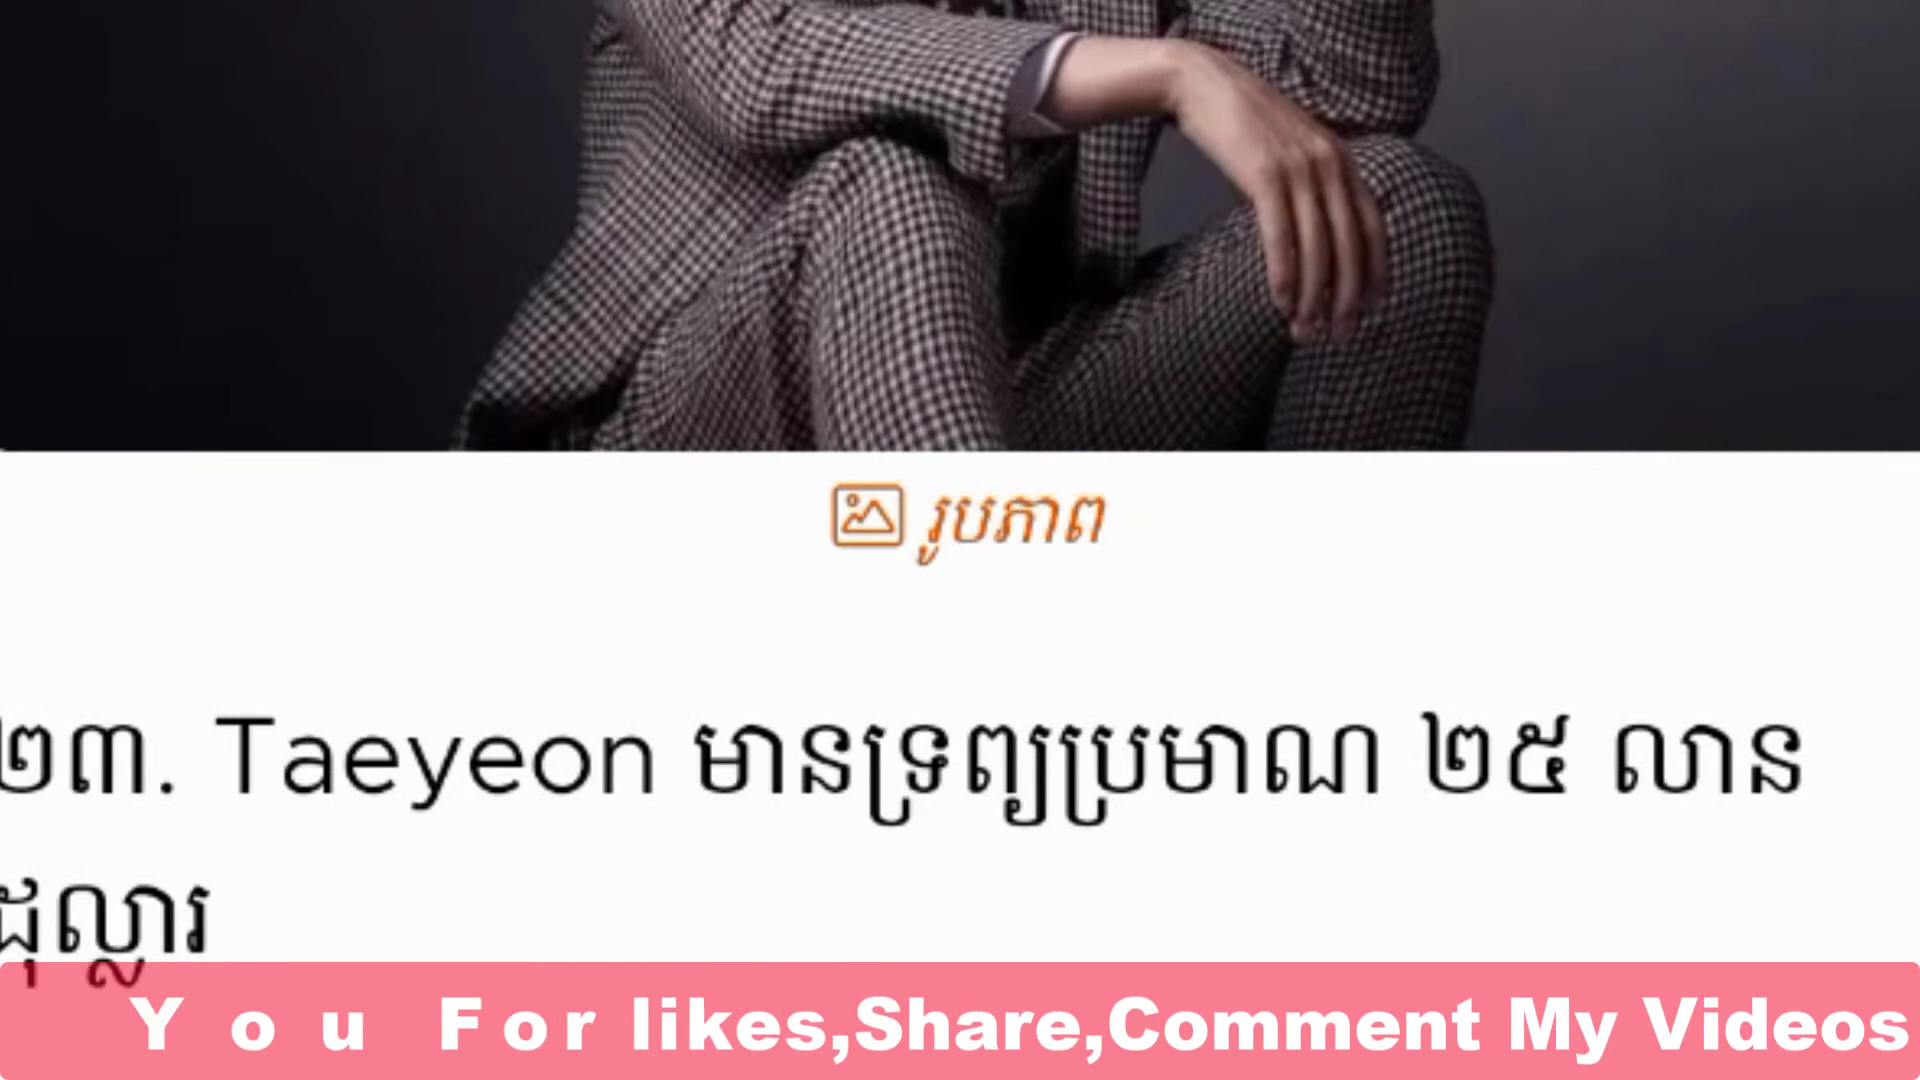 រូបភាព
២៣. Taeyeon មានទ្រព្យប្រមាណ ២៥ លាន
ដុល្លារ
You For likes,Share,Comment My Videos